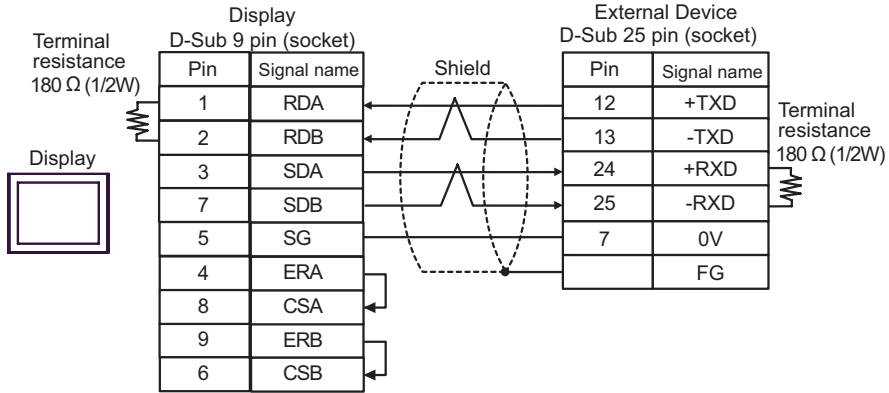 Display
D-Sub 9 pin (socket)
External Device
D-Sub 25 pin (socket)
Terminal
resistance
180 Ω (1/2W)
Shield
Pin Signal name
1 RDA
2 RDB
3 SDA
7 SDB
5 SG
4 ERA
8 CSA
9 ERB
6 CSB
Display
Pin Signal name
12 +TXD
13 -TXD
24 +RXD
25 -RXD
7 0V
FG
Terminal
resistance
180 Ω (1/2W)